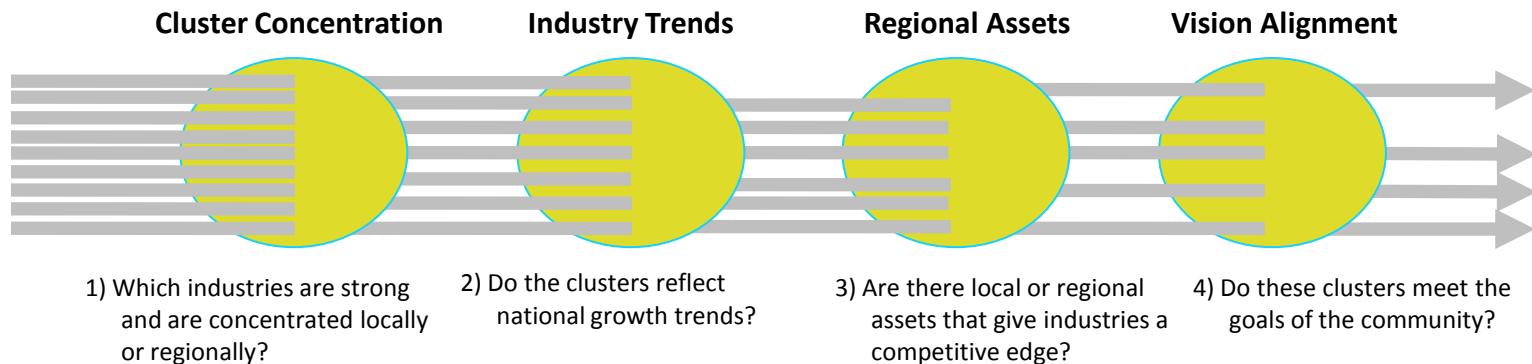 Cluster Concentration
Industry Trends
Regional Assets
Vision Alignment
1) Which industries are strong
and are concentrated locally
or regionally?
2) Do the clusters reflect
national growth trends?
3) Are there local or regional
assets that give industries a
competitive edge?
4) Do these clusters meet the
goals of the community?